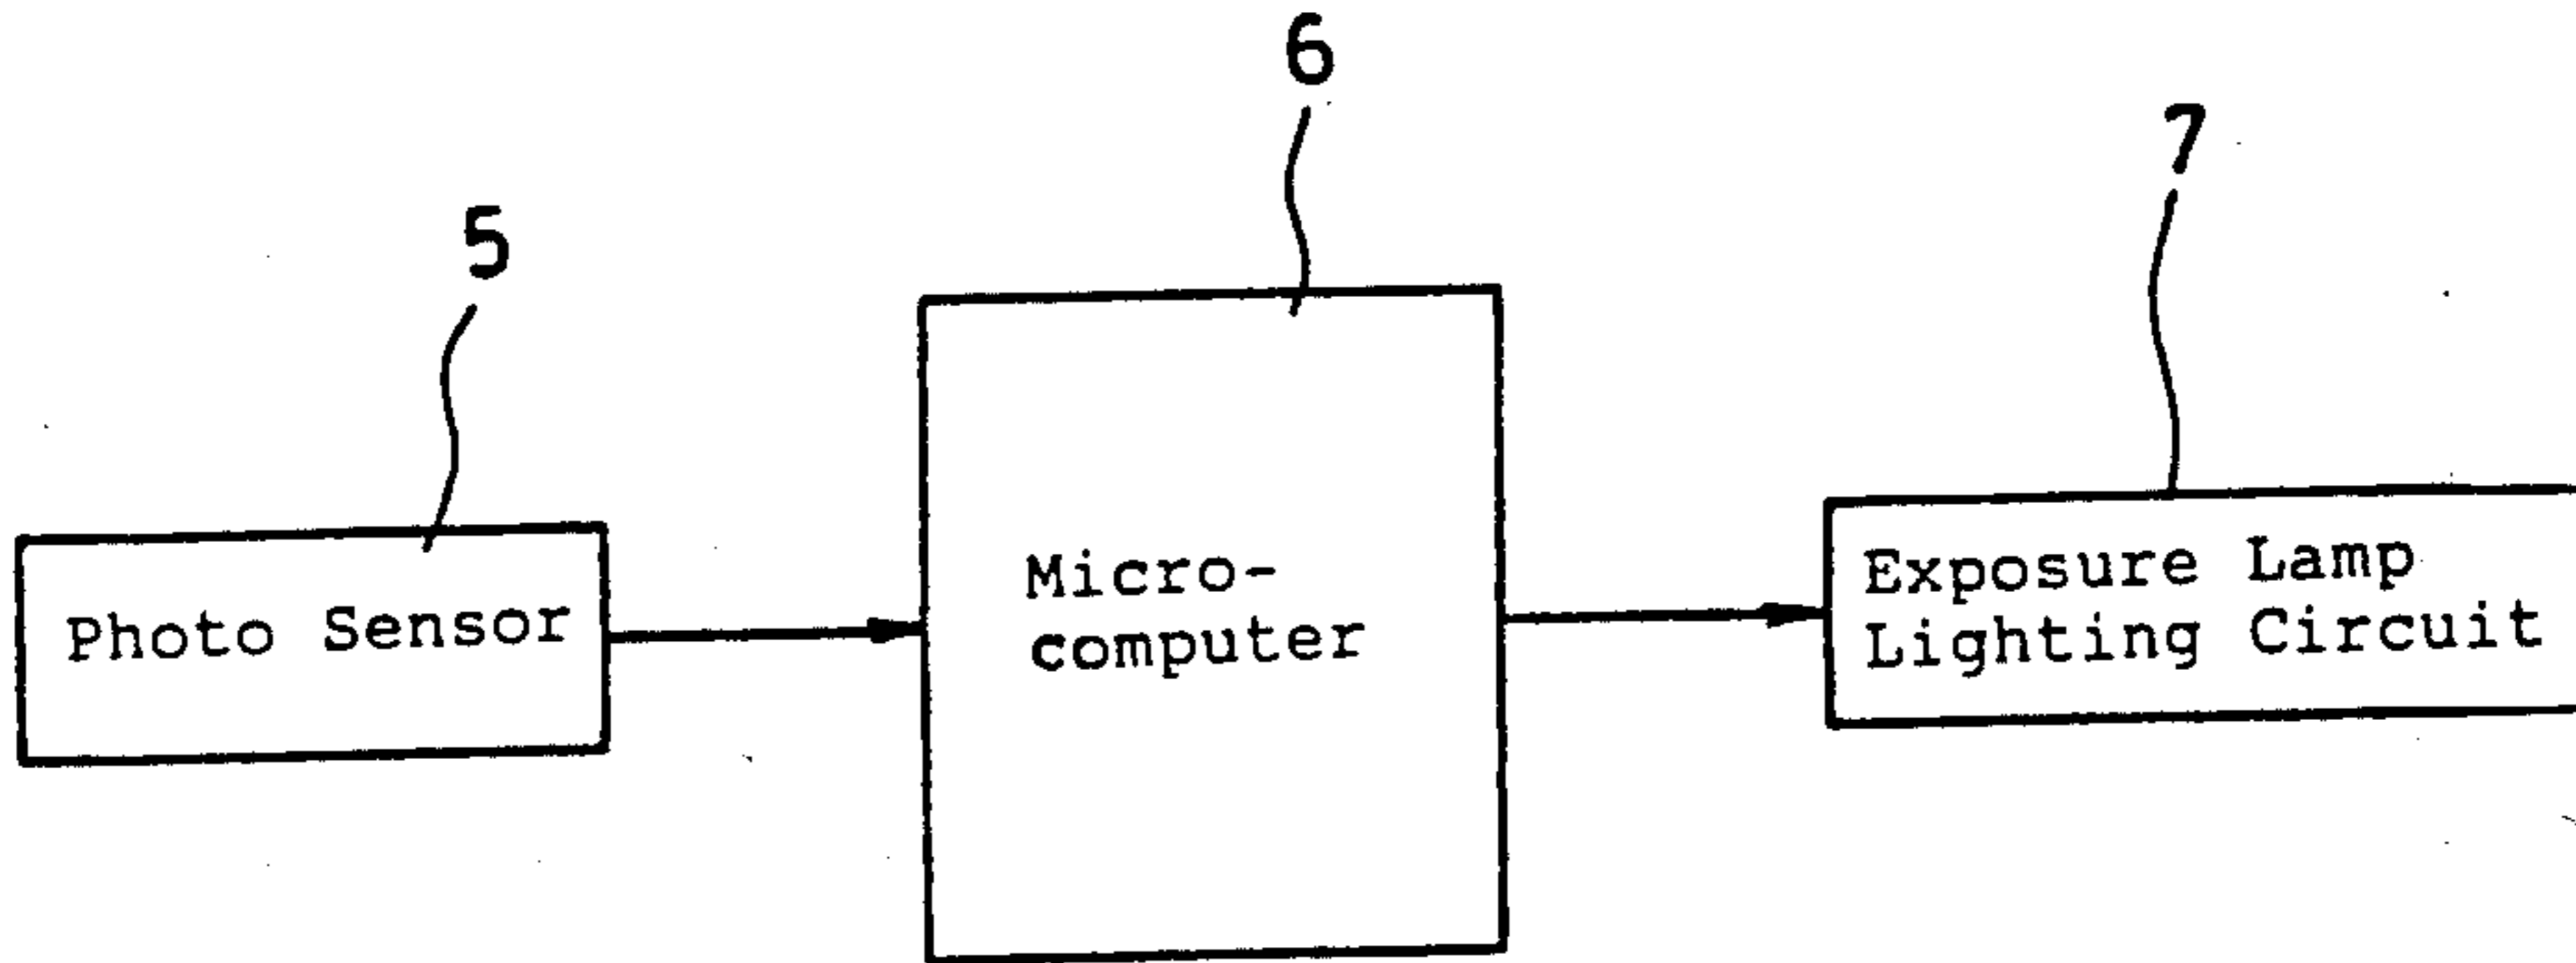 6
7
5
Photo Sensor
Micro-
computer
Exposure Lamp
Lighting Circuit